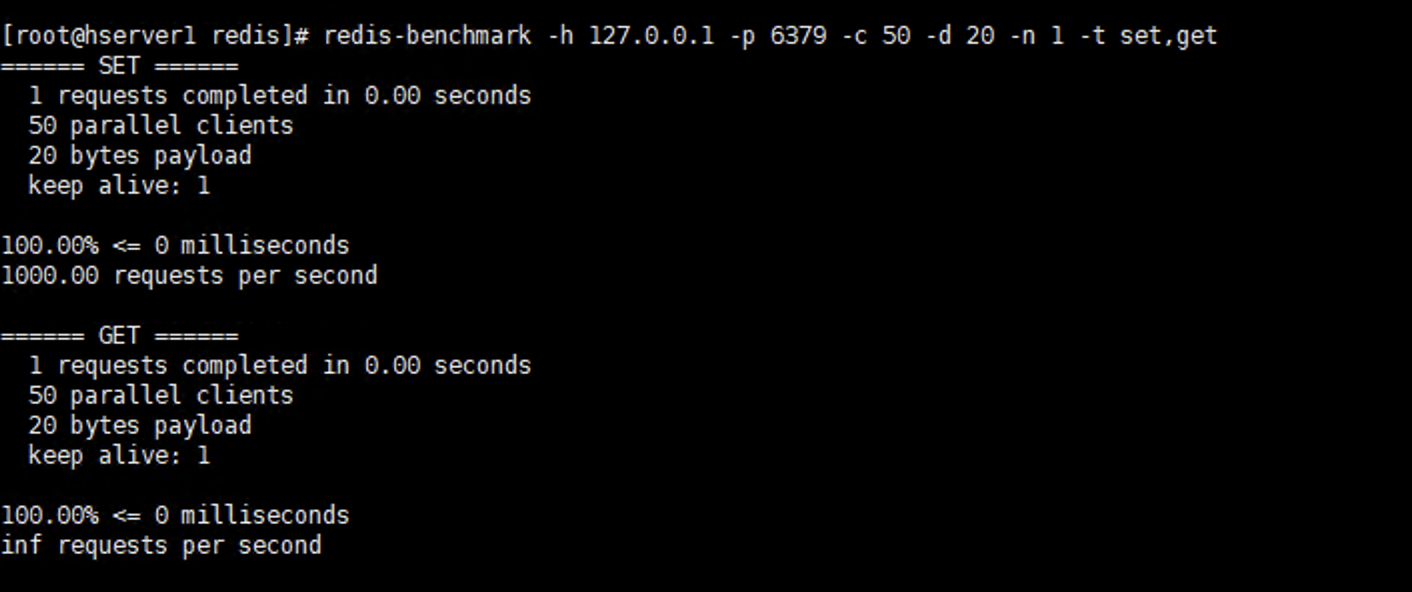 [root@hserver1 redis]# redis-benchmark -h 127.0.0.1 -p 6379 -c 50 -d 20 -n 1 -t set,get
====== SET ======
1 requests completed in 0.00 seconds
50 parallel clients
20 bytes payload
keep alive: 1
100.00% <= 0 milliseconds
1000.00 requests per second
====== GET ======
1 requests completed in 0.00 seconds
50 parallel clients
20 bytes payload
keep alive: 1
100.00% <= 0 milliseconds
inf requests per second